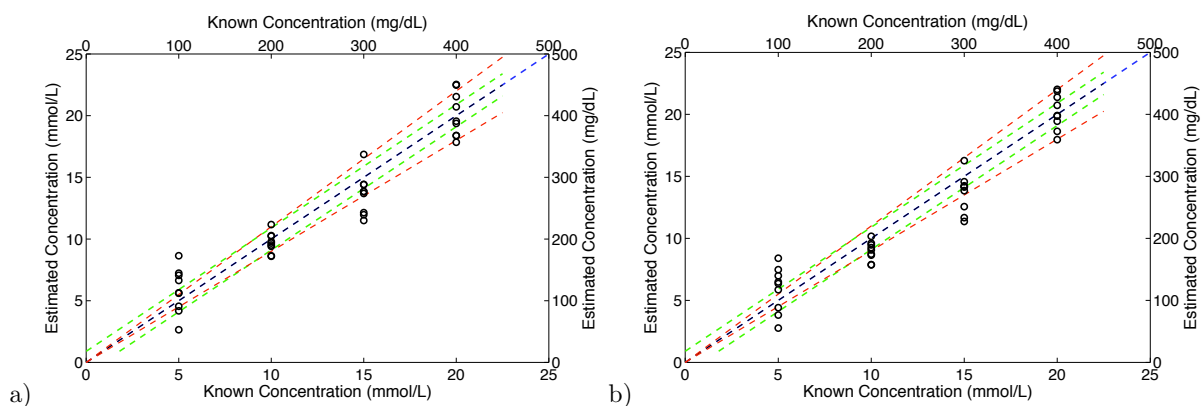 Known Concentration (mg/dL)
0 100 200 300 400 500
25 500
20 400
15 300
10 200
5 100
0 0
Estimated Concentration (mmol/L)
Estimated Concentration (mg/dL)
0 5 10 15 20 25
Known Concentration (mmol/L)
a)
Known Concentration (mg/dL)
0 100 200 300 400 500
25 500
20 400
15 300
10 200
5 100
0 0
Estimated Concentration (mmol/L)
Estimated Concentration (mg/dL)
0 5 10 15 20 25
Known Concentration (mmol/L)
b)